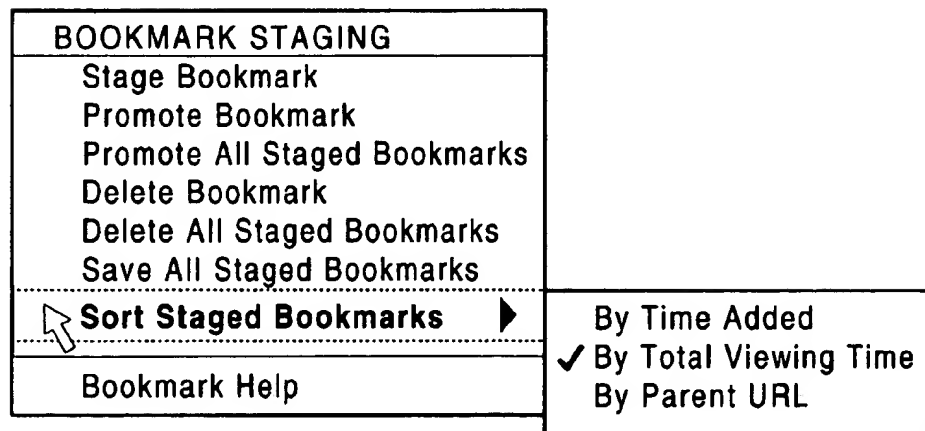 BOOKMARK STAGING
Stage Bookmark
Promote Bookmark
Promote All Staged Bookmarks
Delete Bookmark
Delete All Staged Bookmarks
Save All Staged Bookmarks
Sort Staged Bookmarks
By Time Added
By Total Viewing Time
By Parent URL
Bookmark Help